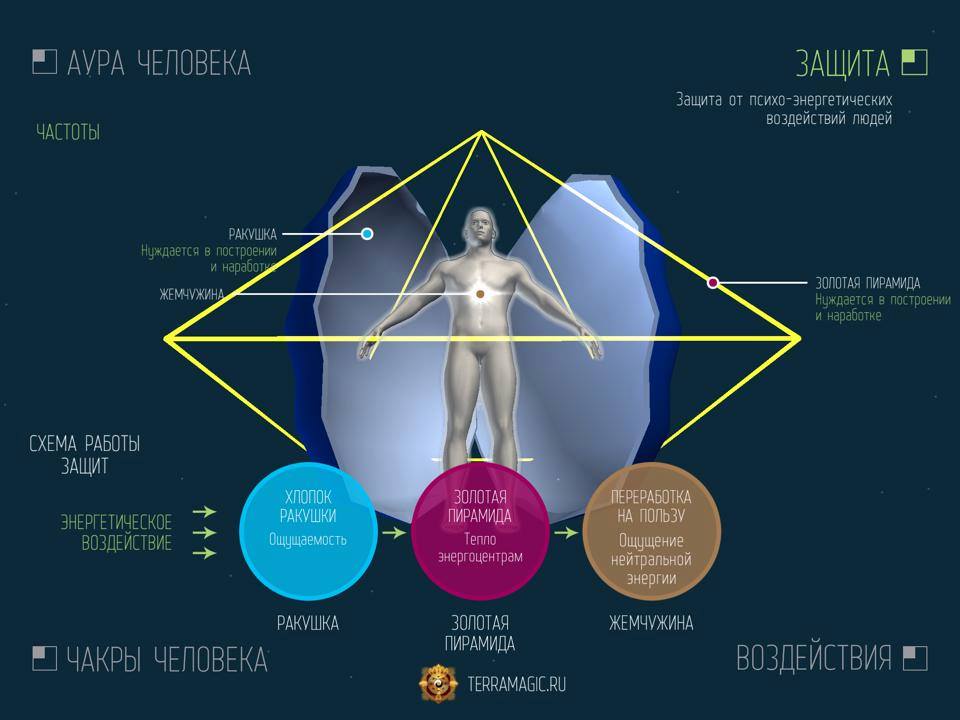 АУРА ЧЕЛОВЕКА
ЗАЩИТА
Защита от психо-энергетических
воздействий людей
ЧАСТОТЫ
РАКУШКА
Нуждается в построении
и наработке
ЖЕМЧУЖИНА
ЗОЛОТАЯ ПИРАМИДА
Нуждается в построении
и наработке
СХЕМА РАБОТЫ
ЗАЩИТ
ЭНЕРГЕТИЧЕСКОЕ
ВОЗДЕЙСТВИЕ
ХЛОПОК
РАКУШКИ
Ощущаемость
ЗОЛОТАЯ
ПИРАМИДА
Тепло
энергоцентрам
ПЕРЕРАБОТКА
НА ПОЛЬЗУ
Ощущение
нейтральной
энергии
РАКУШКА
ЗОЛОТАЯ
ПИРАМИДА
ЖЕМЧУЖИНА
ЧАКРЫ ЧЕЛОВЕКА
ВОЗДЕЙСТВИЯ
TERRAMAGIC.RU